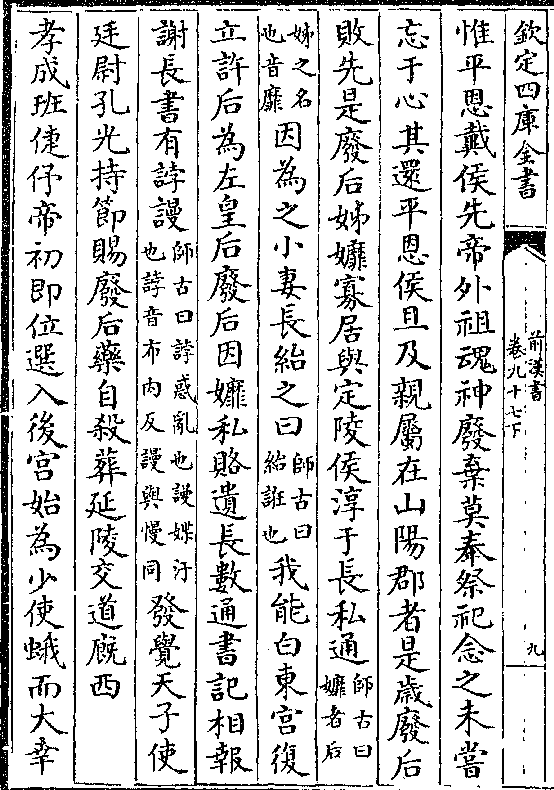 欽定四庫全書
前漢書
卷九十七下
九
惟平恩戴侯先帝外祖魂神廢棄莫奉祭祀念之未嘗
忘于心其還平恩侯旦及親屬在山陽郡者是歲廢后
敗先是廢后姊孊寡居與定陵侯淳于長私通師古曰孊者后
姊之名也音靡因為之小妻長紿之曰師古曰紿誑也我能白東宮復
立許后為左皇后廢后因孊私賂遺長數通書記相報
謝長書有誖謾師古曰誖惑亂也謾媟汙也誖音布内反謾與慢同發覺天子使
廷尉孔光持節賜廢后藥自殺葬延陵交道廐西
孝成班倢伃帝初即位選入後宮始為少使蛾而大幸